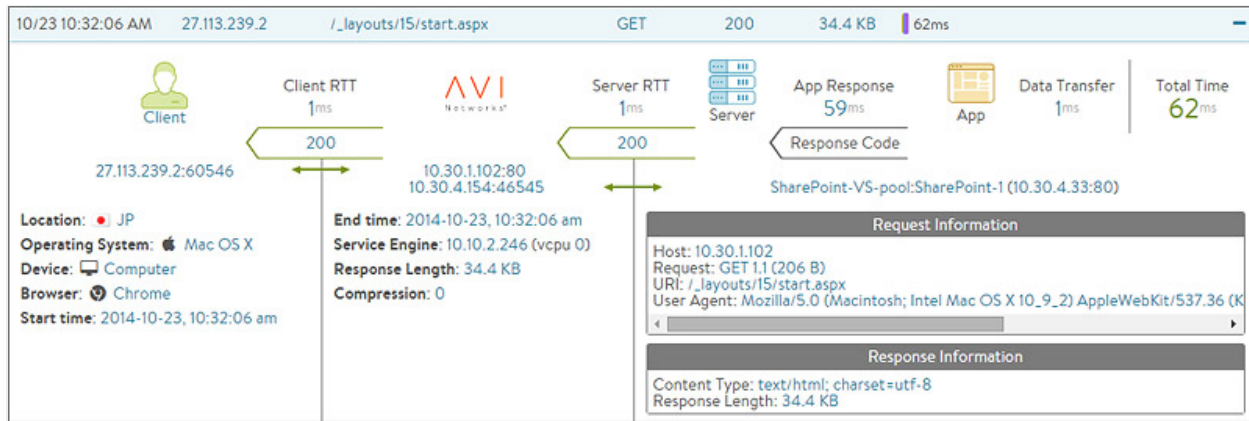 10/23 10:32:06 AM 27.113.239.2 /_layouts/15/start.aspx GET 200 34.4 KB 62ms
Client RTT Server RTT App Response Data Transfer Total Time
1ms 1ms 59ms 1ms 62ms
Client AVI Networks Server App
200 200 Response Code
27.113.239.2:60546 10.30.1.102:80
10.30.4.154:46545 SharePoint-VS-pool:SharePoint-1 (10.30.4.33:80)
Location: JP
Operating System: Mac OS X
Device: Computer
Browser: Chrome
Start time: 2014-10-23, 10:32:06 am
End time: 2014-10-23, 10:32:06 am
Service Engine: 10.10.2.246 (vcpu 0)
Response Length: 34.4 KB
Compression: 0
Request Information
Host: 10.30.1.102
Request: GET 1.1 (206 B)
URI: /_layouts/15/start.aspx
User Agent: Mozilla/5.0 (Macintosh; Intel Mac OS X 10_9_2) AppleWebKit/537.36 (K
Response Information
Content Type: text/html; charset=utf-8
Response Length: 34.4 KB